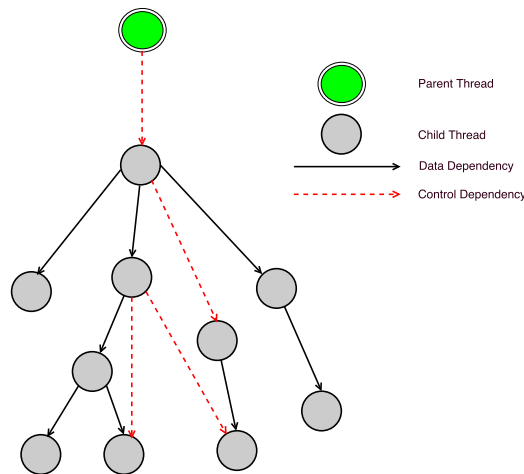 Parent Thread
Child Thread
Data Dependency
Control Dependency